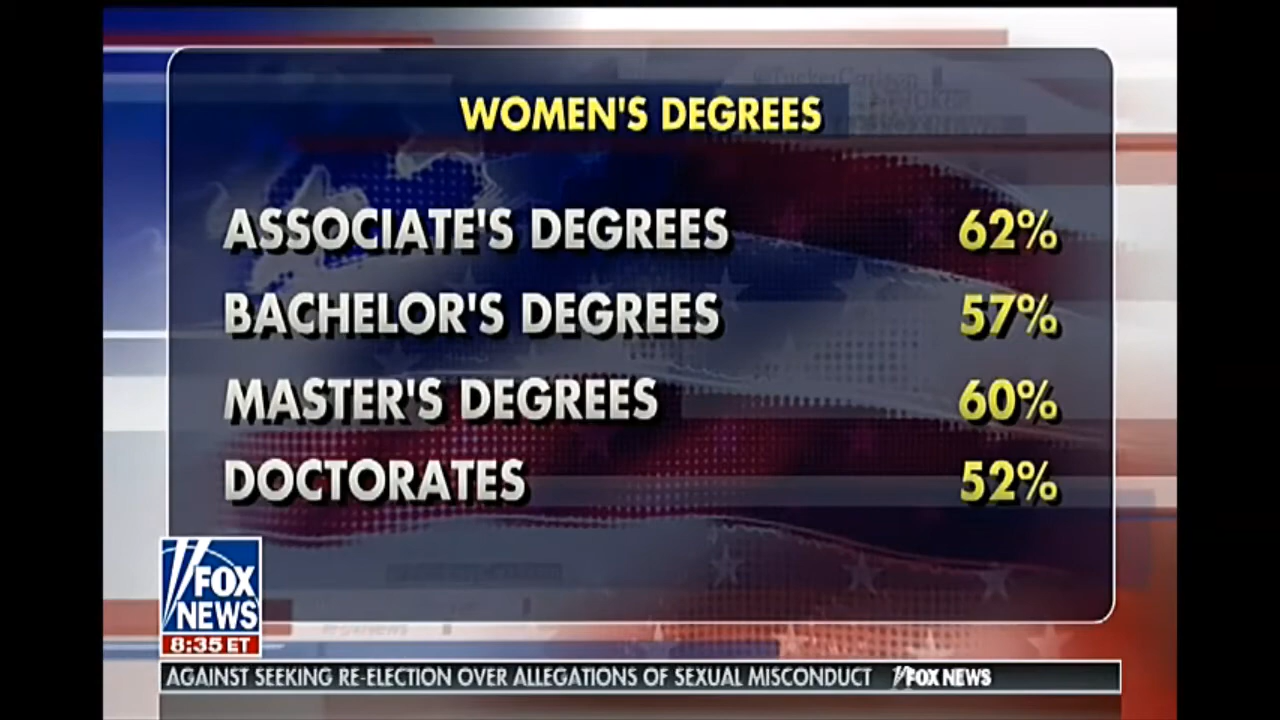 WOMEN'S DEGREES
ASSOCIATE'S DEGREES 62%
BACHELOR'S DEGREES 57%
MASTER'S DEGREES 60%
DOCTORATES 52%
FOX
NEWS
8:35 ET
AGAINST SEEKING RE-ELECTION OVER ALLEGATIONS OF SEXUAL MISCONDUCT FOX NEWS